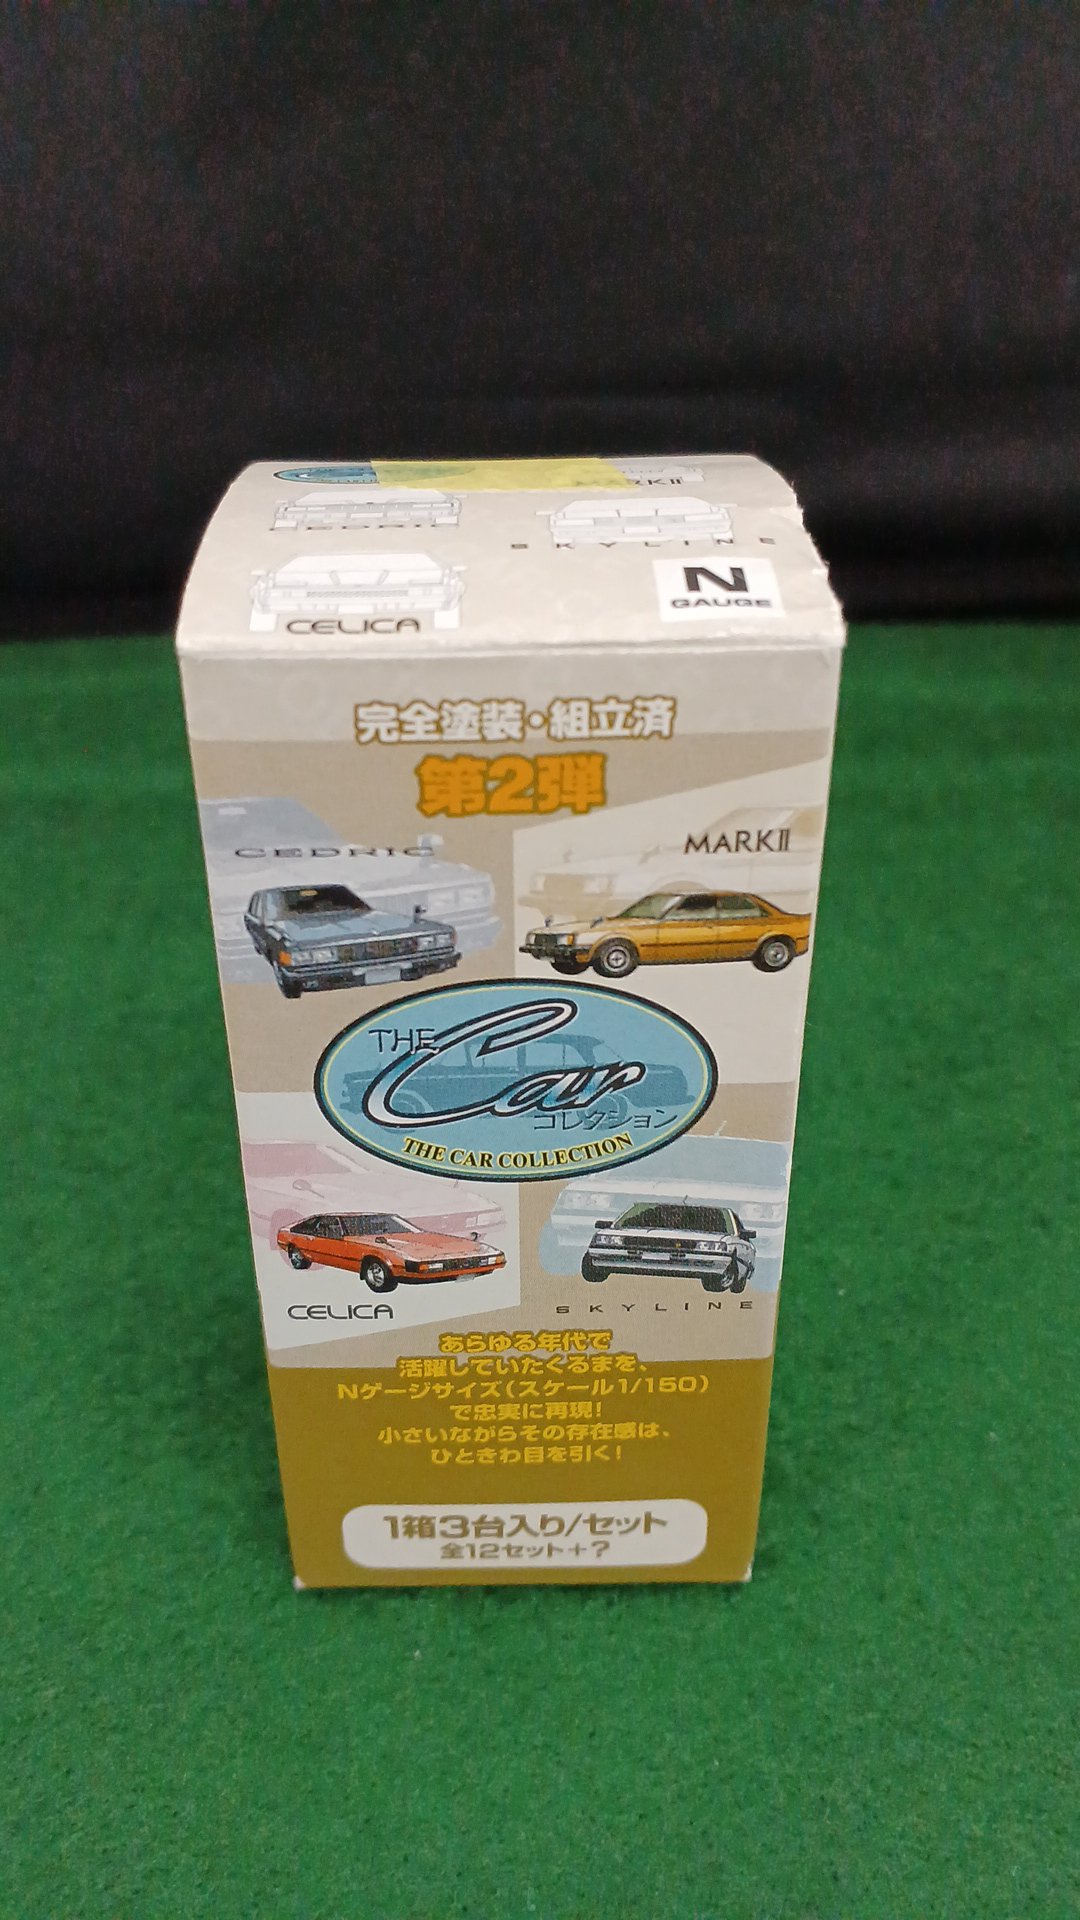 MARKII
CEDRIC
SKYLINE
CELICA
N
GAUGE
完全塗装・組立済
第2弾
CEDRIC
MARKII
THE Car
コレクション
THE CAR COLLECTION
CELICA
SKYLINE
あらゆる年代で
活躍していたくるまを、
Nゲージサイズ(スケール1/150)
で忠実に再現!
小さいながらその存在感は、
ひときわ目を引く!
1箱3台入り/セット
全12セット+?